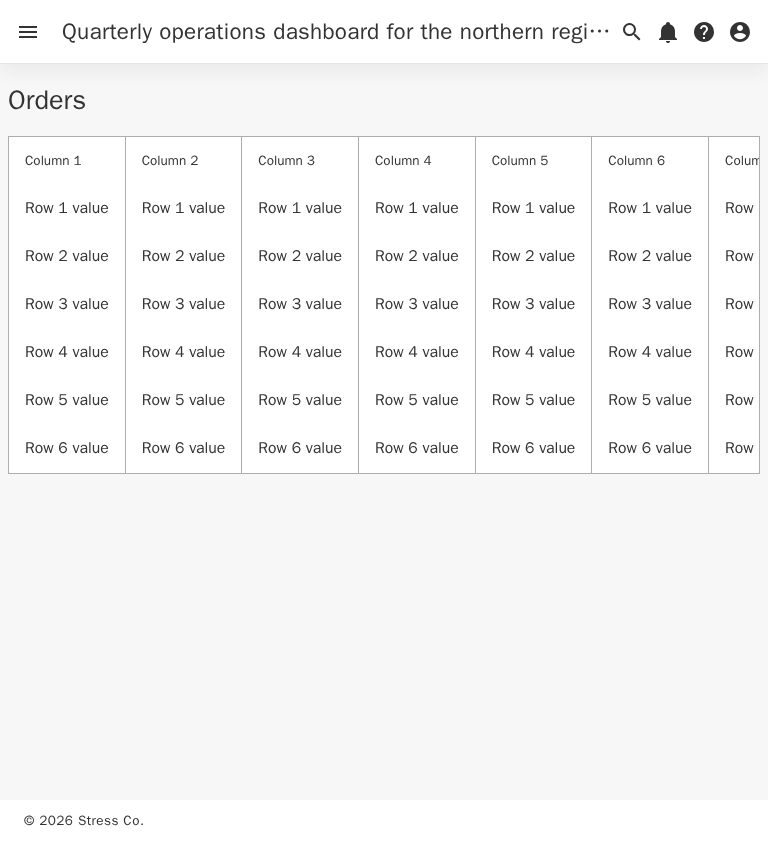 Quarterly operations dashboard for the northern regi…
Orders
Column 1 Column 2 Column 3 Column 4 Column 5 Column 6
Row 1 value Row 1 value Row 1 value Row 1 value Row 1 value Row 1 value Row
Row 2 value Row 2 value Row 2 value Row 2 value Row 2 value Row 2 value Row
Row 3 value Row 3 value Row 3 value Row 3 value Row 3 value Row 3 value Row
Row 4 value Row 4 value Row 4 value Row 4 value Row 4 value Row 4 value Row
Row 5 value Row 5 value Row 5 value Row 5 value Row 5 value Row 5 value Row
Row 6 value Row 6 value Row 6 value Row 6 value Row 6 value Row 6 value Row
© 2026 Stress Co.